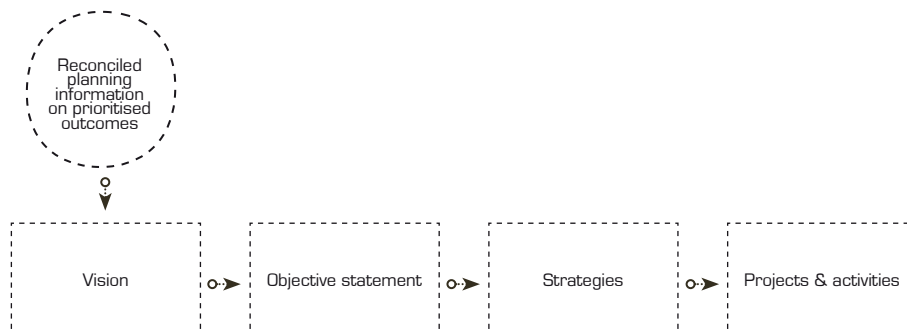 Reconciled
planning
information
on prioritised
outcomes
Vision
Objective statement
Strategies
Projects & activities